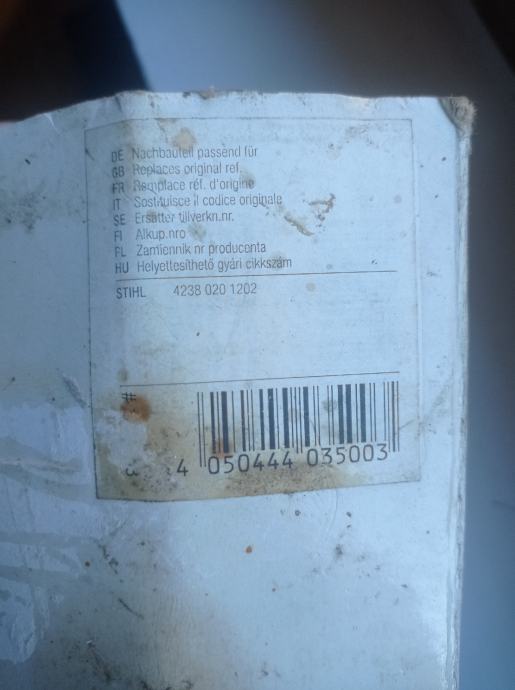 DE Nachbauteil passend für
GB Replaces original ref.
FR Remplace réf. d'origine
IT Sostituisce il codice originale
SE Ersätter tillverkn.nr.
FI Alkup.nro
PL Zamiennik nr producenta
HU Helyettesíthető gyári cikkszám
STIHL 4238 020 1202
#
4 050444 035003